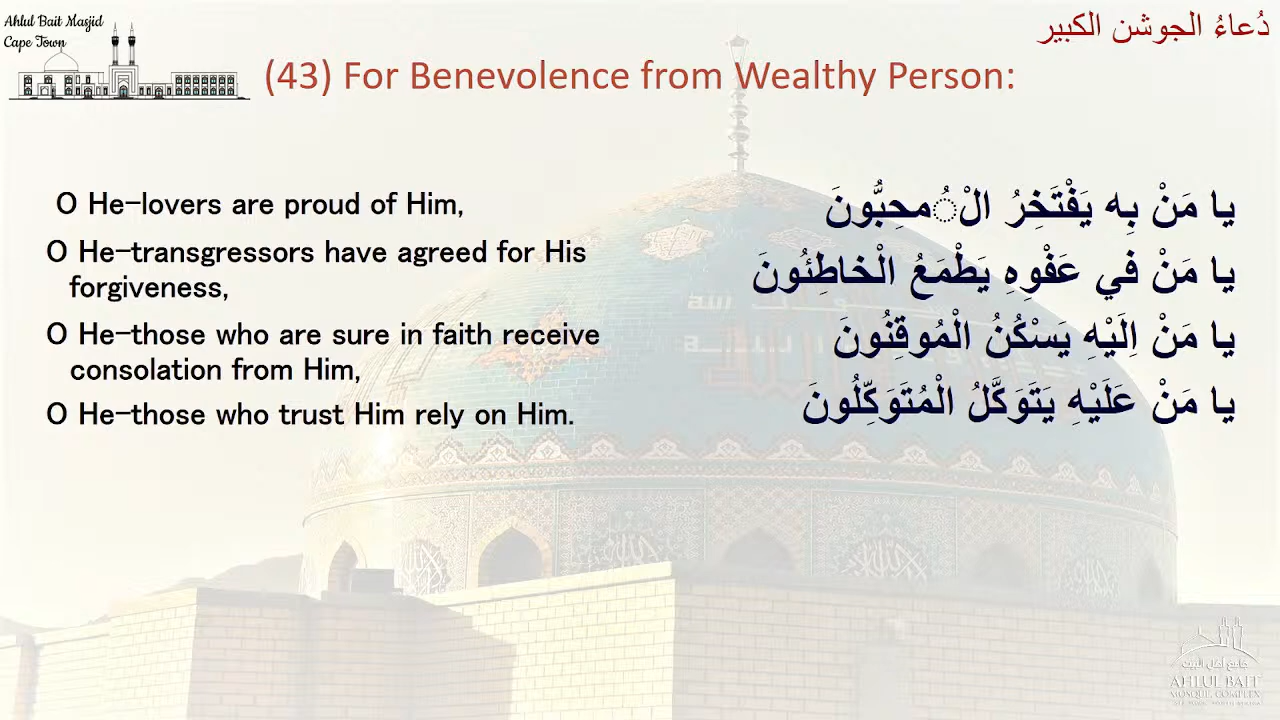 Ahlul Bait Masjid
Cape Town
دُعاءُ الجوشن الكبير
(43) For Benevolence from Wealthy Person:
O He-lovers are proud of Him,
O He-transgressors have agreed for His
forgiveness,
O He-those who are sure in faith receive
consolation from Him,
O He-those who trust Him rely on Him.
يا مَنْ بِه يَفْتَخِرُ الْ ُمحِبُّونَ
يا مَنْ في عَفْوِهِ يَطْمَعُ الْخاطِئُونَ
يا مَنْ اِلَيْهِ يَسْكُنُ الْمُوقِنُونَ
يا مَنْ عَلَيْهِ يَتَوَكَّلُ الْمُتَوَكِّلُونَ
AHLUL BAIT
MOSQUE COMPLEX